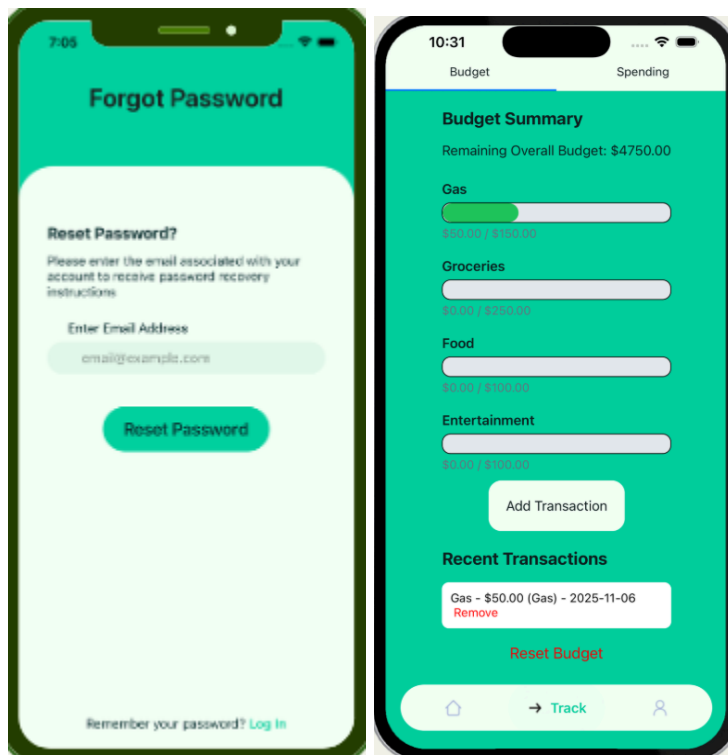 7:05
Forgot Password
Reset Password?
Please enter the email associated with your
account to receive password recovery
instructions
Enter Email Address
email@example.com
Reset Password
Remember your password? Log in
10:31
Budget
Spending
Budget Summary
Remaining Overall Budget: $4750.00
Gas
$50.00 / $150.00
Groceries
$0.00 / $250.00
Food
$0.00 / $100.00
Entertainment
$0.00 / $100.00
Add Transaction
Recent Transactions
Gas - $50.00 (Gas) - 2025-11-06
Remove
Reset Budget
→ Track